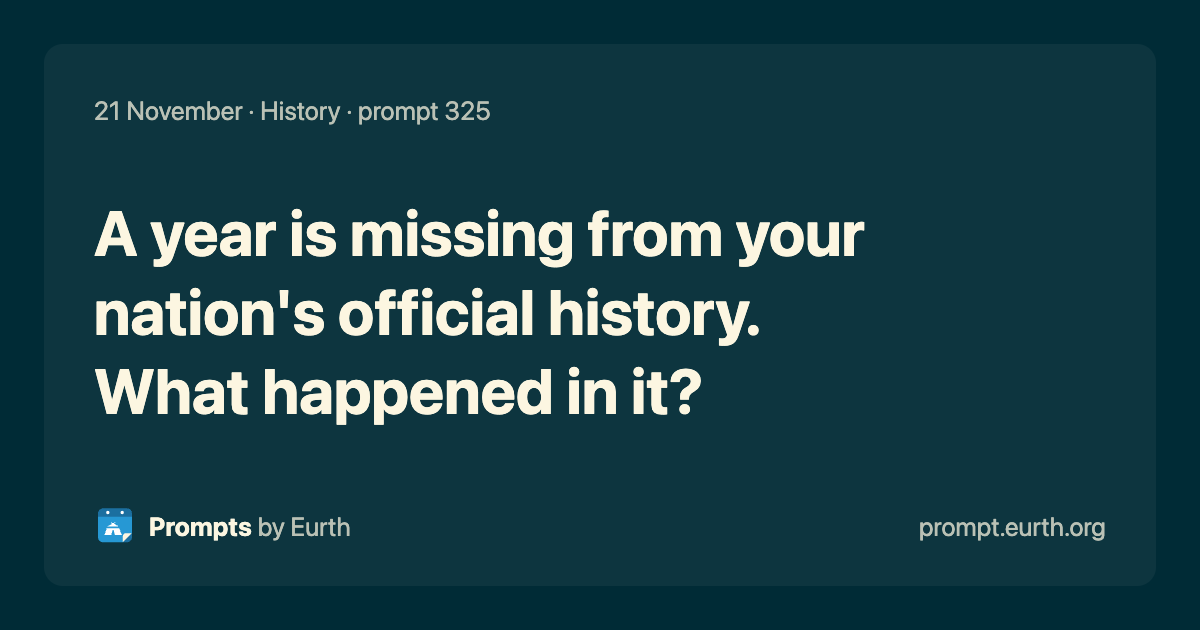 21 November · History · prompt 325
A year is missing from your
nation's official history.
What happened in it?
Prompts by Eurth
prompt.eurth.org